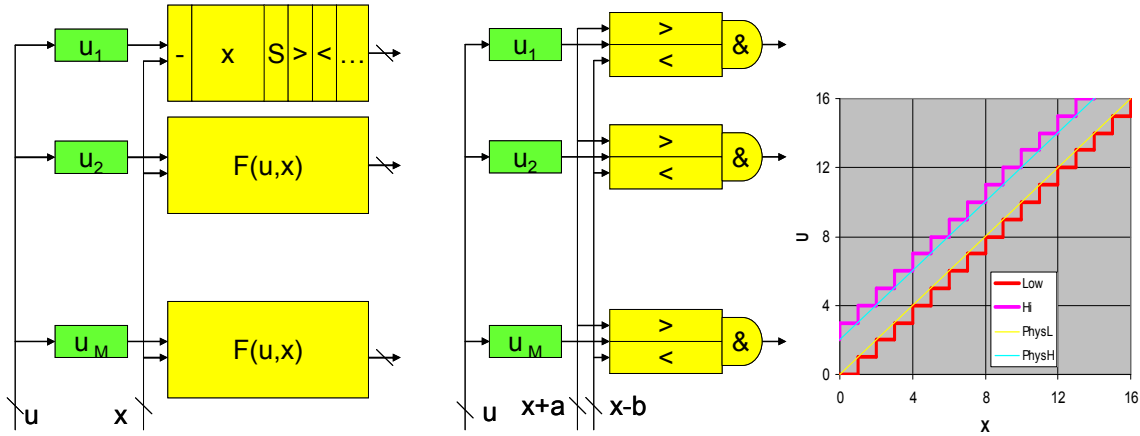 u1 - x S > < ...
u2 F(u,x)
uM F(u,x)
u x
u1 > < &
u2 > < &
uM > < &
u x+a x-b
16
12
8
4
0
U
0 4 8 12 16
x
Low
Hi
PhysL
PhysH